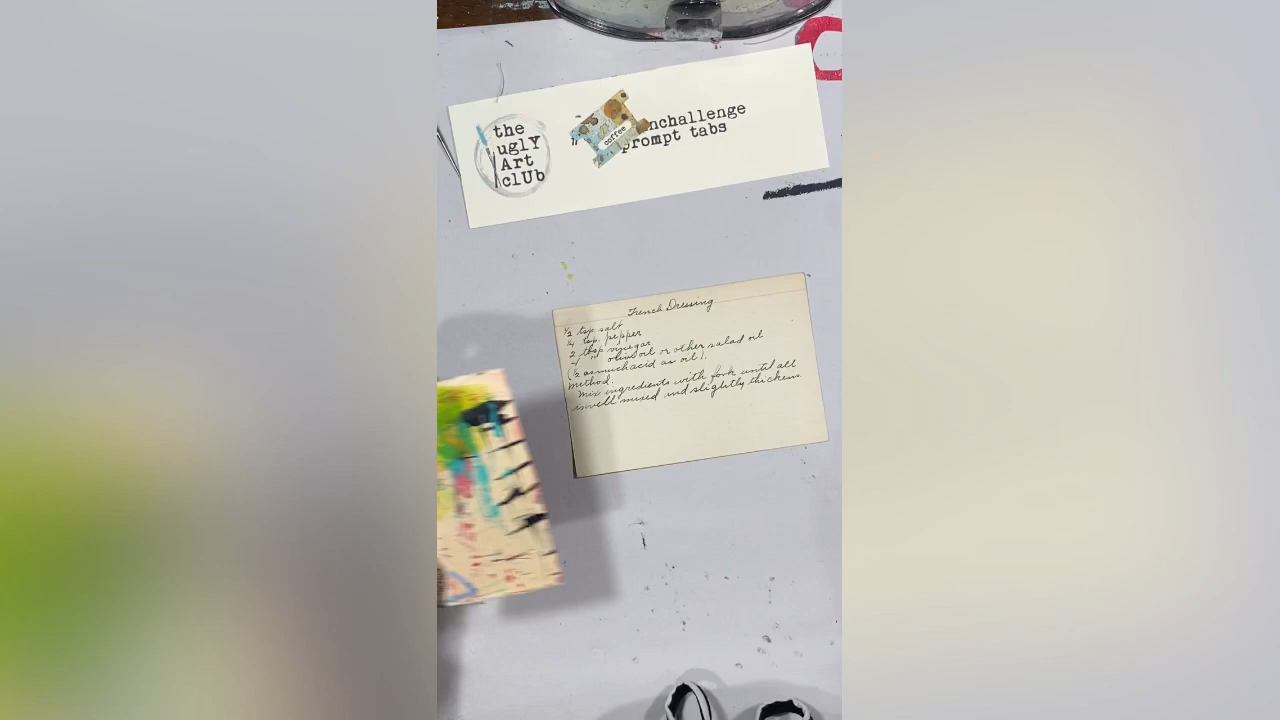 the
uglY
Art
clUb
nchallenge
prompt tabs
coffee
French Dressing
½ tsp salt
¼ tsp pepper
2 tbsp vinegar
4 " olive oil or other salad oil
(½ as much acid as oil).
Method.
Mix ingredients with fork until all
is well mixed and slightly thickens